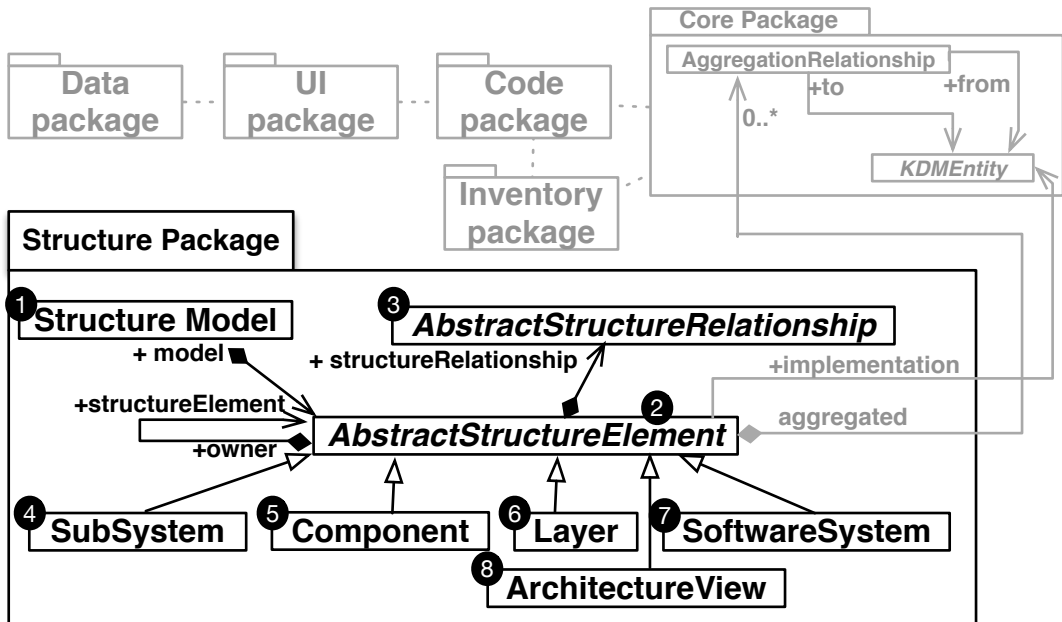 Core Package
AggregationRelationship
+to
+from
0..*
KDMEntity
Data
package
UI
package
Code
package
Inventory
package
Structure Package
1
Structure Model
3
AbstractStructureRelationship
+ model
+ structureRelationship
+implementation
+structureElement
2
AbstractStructureElement
aggregated
+owner
4
SubSystem
5
Component
6
Layer
7
SoftwareSystem
8
ArchitectureView